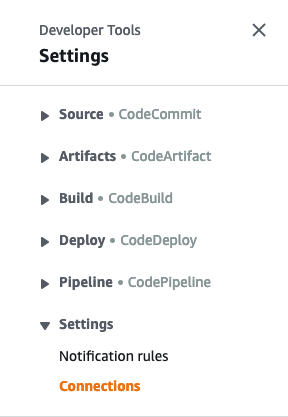 Developer Tools
Settings
Source • CodeCommit
Artifacts • CodeArtifact
Build • CodeBuild
Deploy • CodeDeploy
Pipeline • CodePipeline
Settings
Notification rules
Connections